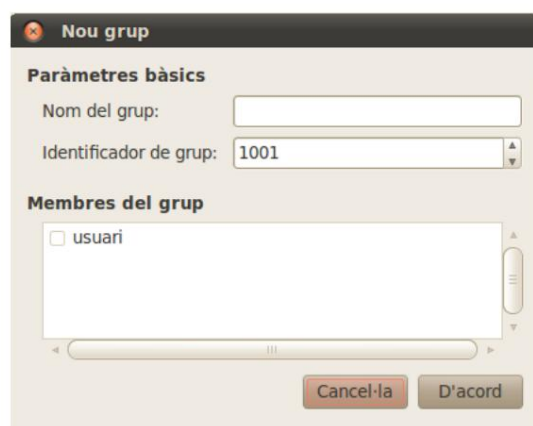 Nou grup
Paràmetres bàsics
Nom del grup:
Identificador de grup: 1001
Membres del grup
usuari
Cancel·la D'acord